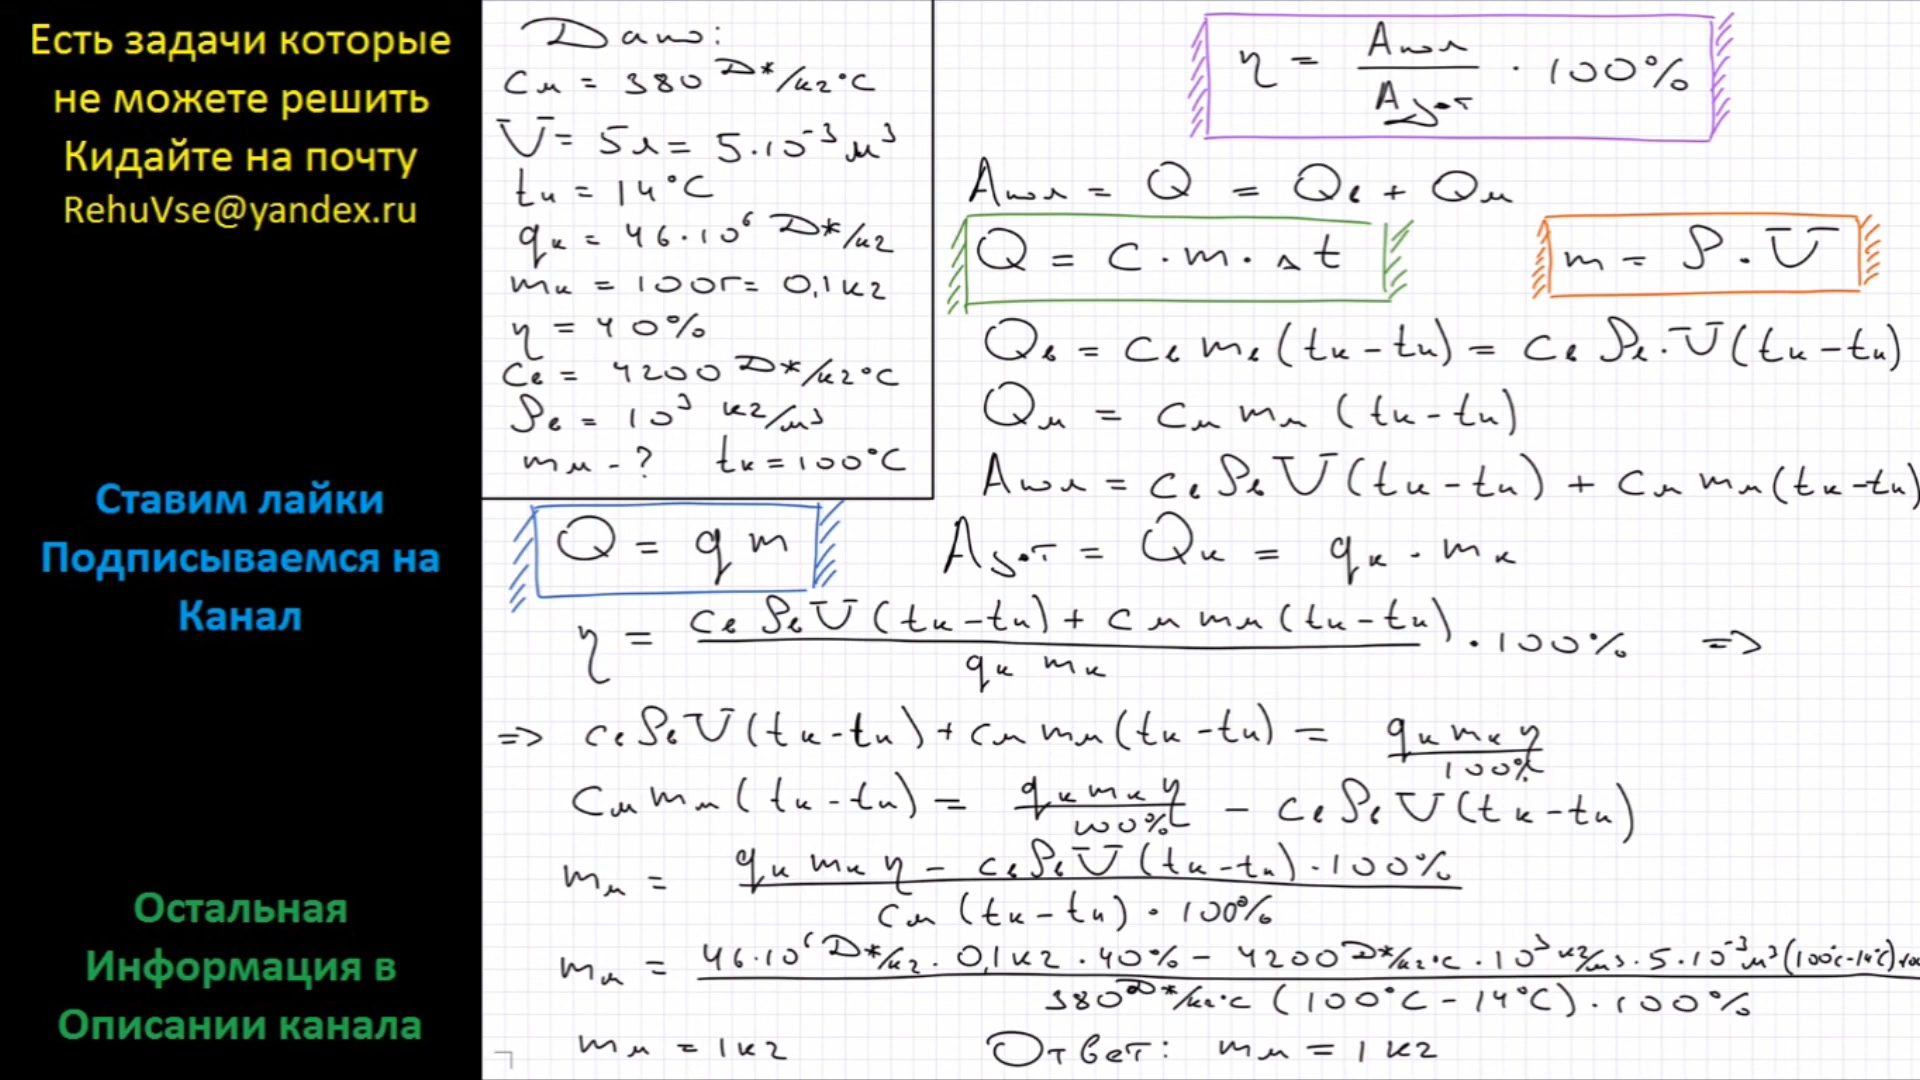 Есть задачи которые
не можете решить
Кидайте на почту
RehuVse@yandex.ru
Ставим лайки
Подписываемся на
Канал
Остальная
Информация в
Описании канала
Дано:
cм = 380 Дж/кг°C
V = 5л = 5·10⁻³ м³
tн = 14°C
qк = 46·10⁶ Дж/кг
mк = 100г = 0,1кг
η = 40%
cв = 4200 Дж/кг°C
ρв = 10³ кг/м³
mм - ? tк = 100°C
η = Aпол / Aзат · 100%
Aпол = Q = Qв + Qм
Q = c · m · Δt
m = ρ · V
Qв = cв mв (tк - tн) = cв ρв · V (tк - tн)
Qм = cм mм (tк - tн)
Aпол = cв ρв V (tк - tн) + cм mм (tк - tн)
Q = q m
Aзат = Qк = qк · mк
η = cв ρв V (tк - tн) + cм mм (tк - tн) / qк mк · 100% =>
=> cв ρв V (tк - tн) + cм mм (tк - tн) = qк mк η / 100%
cм mм (tк - tн) = qк mк η / 100% - cв ρв V (tк - tн)
mм = qк mк η - cв ρв V (tк - tн) · 100% / cм (tк - tн) · 100%
mм = 46·10⁶ Дж/кг · 0,1кг · 40% - 4200 Дж/кг°C · 10³ кг/м³ · 5·10⁻³ м³ (100°C - 14°C) / 380 Дж/кг°C (100°C - 14°C) · 100%
mм = 1кг
Ответ: mм = 1 кг